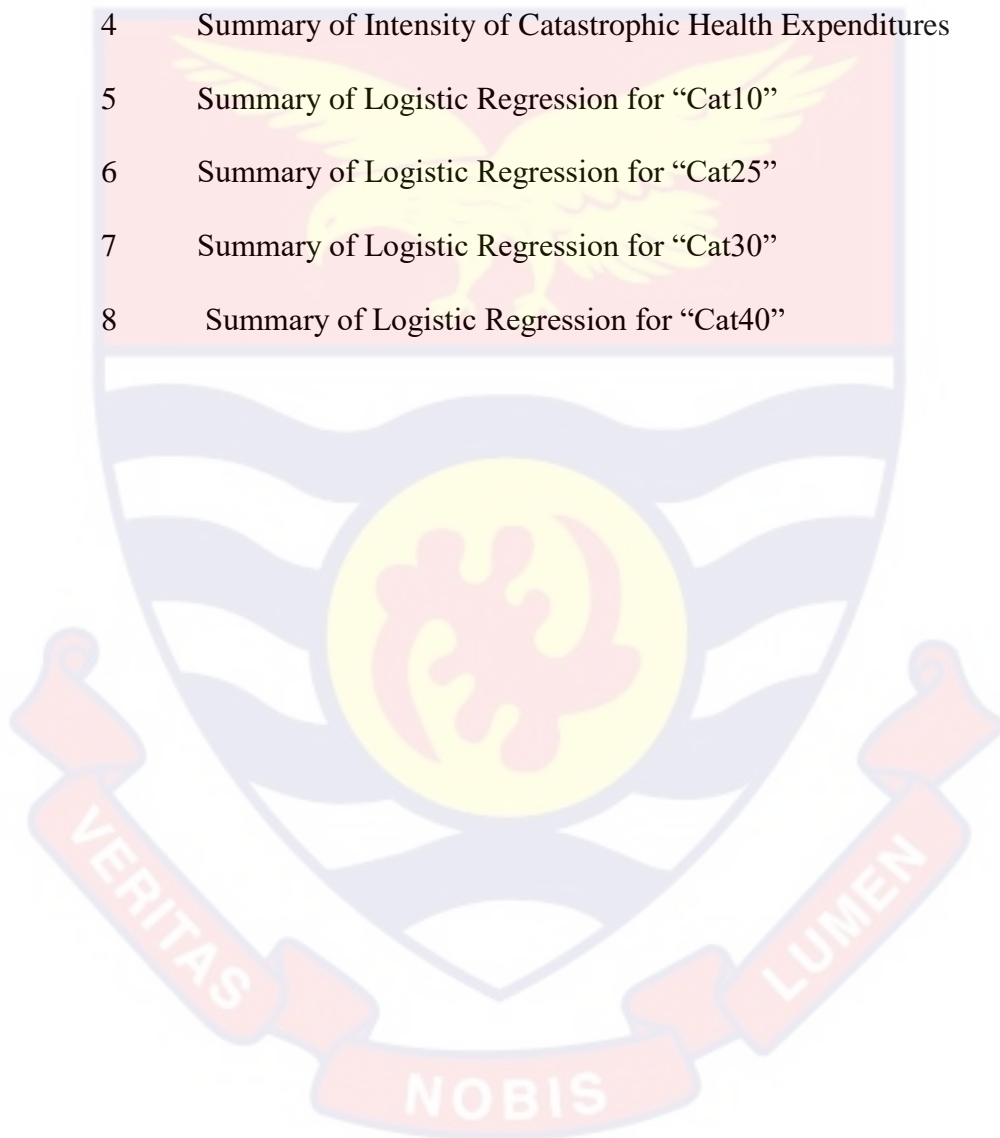 4 Summary of Intensity of Catastrophic Health Expenditures
5 Summary of Logistic Regression for “Cat10”
6 Summary of Logistic Regression for “Cat25”
7 Summary of Logistic Regression for “Cat30”
8 Summary of Logistic Regression for “Cat40”
VERITAS
NOBIS
LUMEN